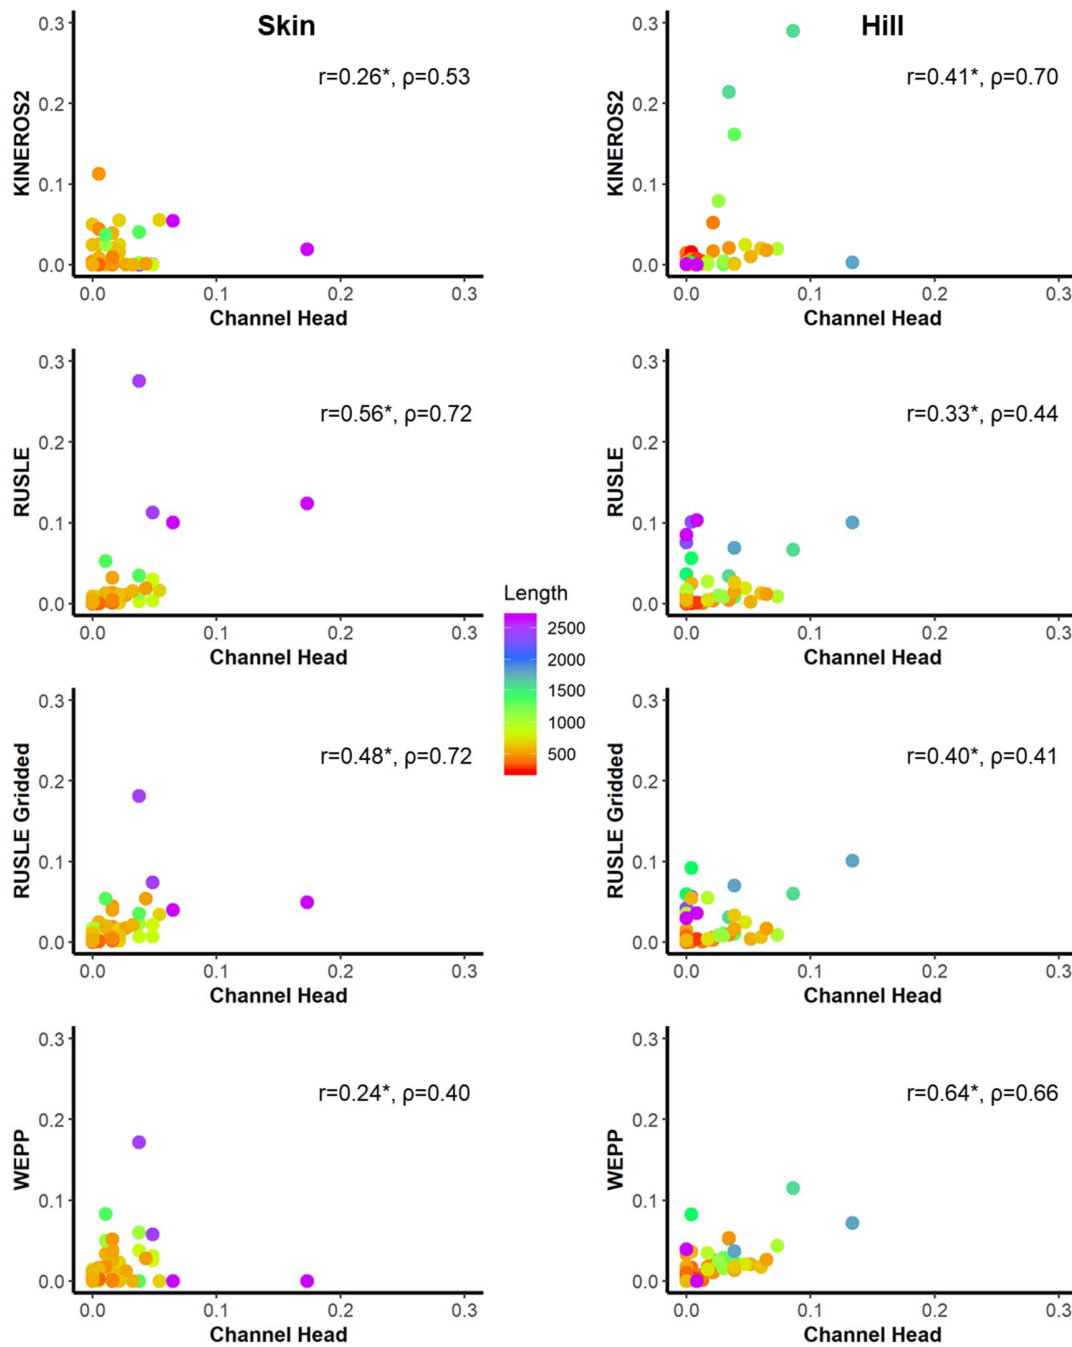 Skin
Hill
KINEROS2
0.3
0.2
0.1
0.0
r=0.26*, ρ=0.53
0.0 0.1 0.2 0.3
Channel Head
KINEROS2
0.3
0.2
0.1
0.0
r=0.41*, ρ=0.70
0.0 0.1 0.2 0.3
Channel Head
RUSLE
0.3
0.2
0.1
0.0
r=0.56*, ρ=0.72
0.0 0.1 0.2 0.3
Channel Head
RUSLE
0.3
0.2
0.1
0.0
r=0.33*, ρ=0.44
0.0 0.1 0.2 0.3
Channel Head
Length
2500
2000
1500
1000
500
RUSLE Gridded
0.3
0.2
0.1
0.0
r=0.48*, ρ=0.72
0.0 0.1 0.2 0.3
Channel Head
RUSLE Gridded
0.3
0.2
0.1
0.0
r=0.40*, ρ=0.41
0.0 0.1 0.2 0.3
Channel Head
WEPP
0.3
0.2
0.1
0.0
r=0.24*, ρ=0.40
0.0 0.1 0.2 0.3
Channel Head
WEPP
0.3
0.2
0.1
0.0
r=0.64*, ρ=0.66
0.0 0.1 0.2 0.3
Channel Head